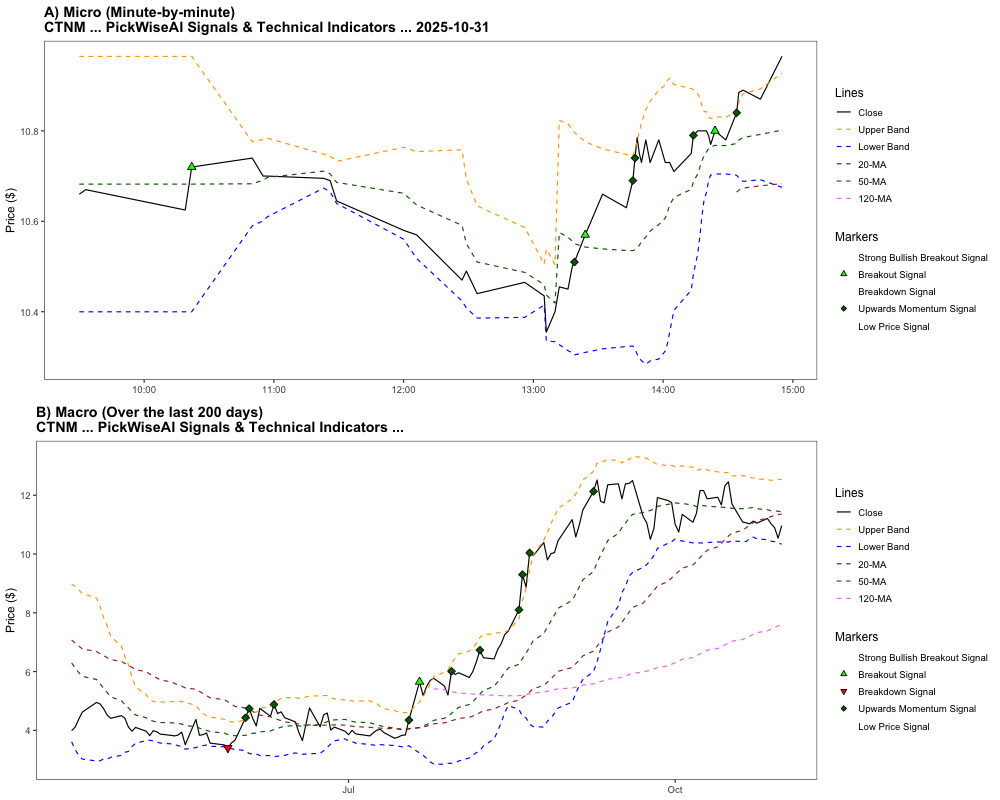 A) Micro (Minute-by-minute)
CTNM ... PickWiseAI Signals & Technical Indicators ... 2025-10-31
Price ($)
10.8
10.6
10.4
10:00
11:00
12:00
13:00
14:00
15:00
Lines
Close
Upper Band
Lower Band
20-MA
50-MA
120-MA
Markers
Strong Bullish Breakout Signal
Breakout Signal
Breakdown Signal
Upwards Momentum Signal
Low Price Signal
B) Macro (Over the last 200 days)
CTNM ... PickWiseAI Signals & Technical Indicators ...
Price ($)
12
10
8
6
4
Jul
Oct
Lines
Close
Upper Band
Lower Band
20-MA
50-MA
120-MA
Markers
Strong Bullish Breakout Signal
Breakout Signal
Breakdown Signal
Upwards Momentum Signal
Low Price Signal